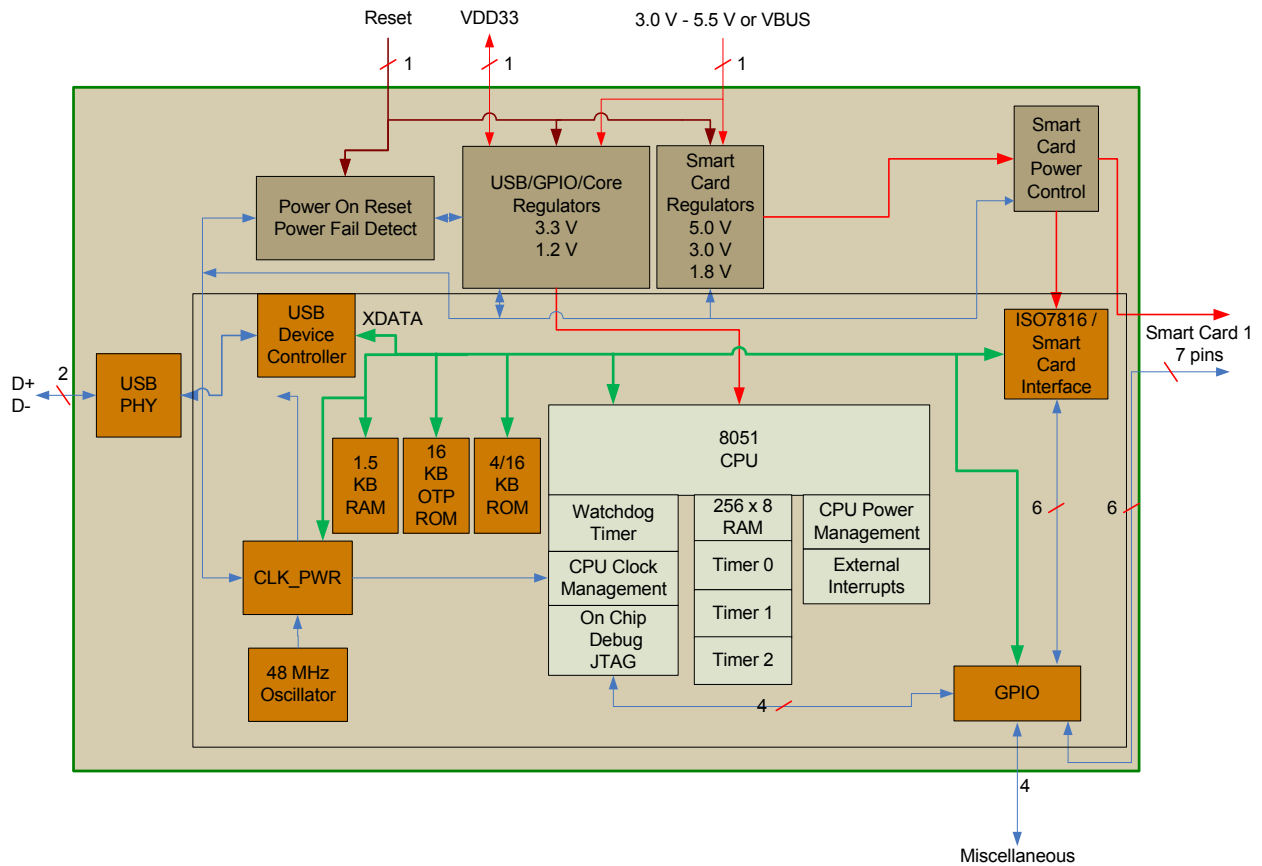 Reset
VDD33
3.0 V - 5.5 V or VBUS
1
1
1
Power On Reset
Power Fail Detect
USB/GPIO/Core
Regulators
3.3 V
1.2 V
Smart
Card
Regulators
5.0 V
3.0 V
1.8 V
Smart
Card
Power
Control
USB
Device
Controller
XDATA
ISO7816 /
Smart
Card
Interface
Smart Card 1
7 pins
D+
D-
2
USB
PHY
1.5
KB
RAM
16
KB
OTP
ROM
4/16
KB
ROM
8051
CPU
Watchdog
Timer
256 x 8
RAM
CPU Power
Management
6
6
CLK_PWR
CPU Clock
Management
Timer 0
External
Interrupts
On Chip
Debug
JTAG
Timer 1
Timer 2
48 MHz
Oscillator
4
GPIO
4
Miscellaneous